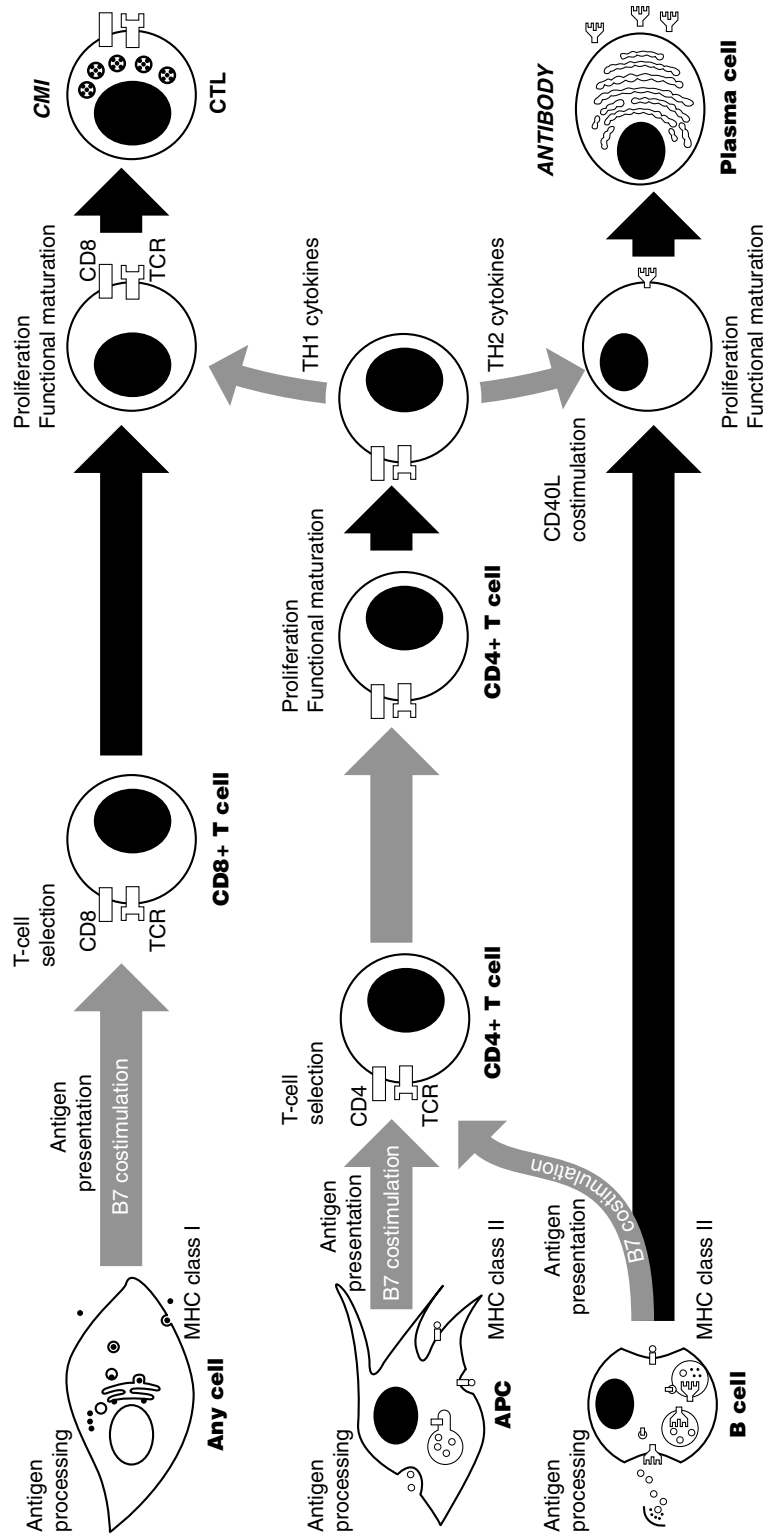 Antigen
processing
Any cell
MHC class I
Antigen
presentation
B7 costimulation
T-cell
selection
CD8
TCR
CD8+ T cell
Proliferation
Functional maturation
CD8
TCR
CMI
CTL
Antigen
processing
APC
MHC class II
Antigen
presentation
B7 costimulation
T-cell
selection
CD4
TCR
CD4+ T cell
Proliferation
Functional maturation
CD4+ T cell
TH1 cytokines
TH2 cytokines
Antigen
processing
B cell
MHC class II
Antigen
presentation
B7 costimulation
CD40L
costimulation
Proliferation
Functional maturation
ANTIBODY
Plasma cell